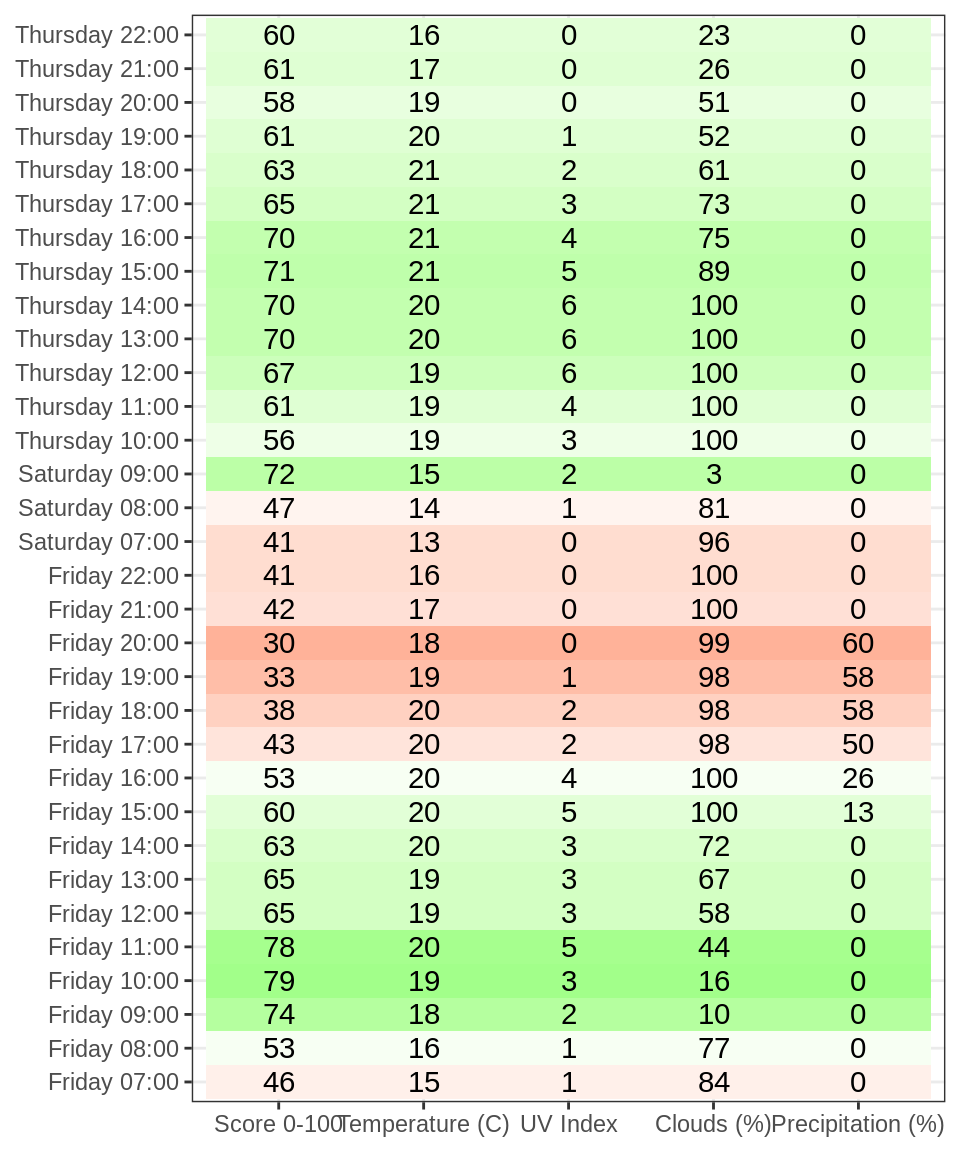 Thursday 22:00 60 16 0 23 0
Thursday 21:00 61 17 0 26 0
Thursday 20:00 58 19 0 51 0
Thursday 19:00 61 20 1 52 0
Thursday 18:00 63 21 2 61 0
Thursday 17:00 65 21 3 73 0
Thursday 16:00 70 21 4 75 0
Thursday 15:00 71 21 5 89 0
Thursday 14:00 70 20 6 100 0
Thursday 13:00 70 20 6 100 0
Thursday 12:00 67 19 6 100 0
Thursday 11:00 61 19 4 100 0
Thursday 10:00 56 19 3 100 0
Saturday 09:00 72 15 2 3 0
Saturday 08:00 47 14 1 81 0
Saturday 07:00 41 13 0 96 0
Friday 22:00 41 16 0 100 0
Friday 21:00 42 17 0 100 0
Friday 20:00 30 18 0 99 60
Friday 19:00 33 19 1 98 58
Friday 18:00 38 20 2 98 58
Friday 17:00 43 20 2 98 50
Friday 16:00 53 20 4 100 26
Friday 15:00 60 20 5 100 13
Friday 14:00 63 20 3 72 0
Friday 13:00 65 19 3 67 0
Friday 12:00 65 19 3 58 0
Friday 11:00 78 20 5 44 0
Friday 10:00 79 19 3 16 0
Friday 09:00 74 18 2 10 0
Friday 08:00 53 16 1 77 0
Friday 07:00 46 15 1 84 0
Score 0-100 Temperature (C) UV Index Clouds (%) Precipitation (%)